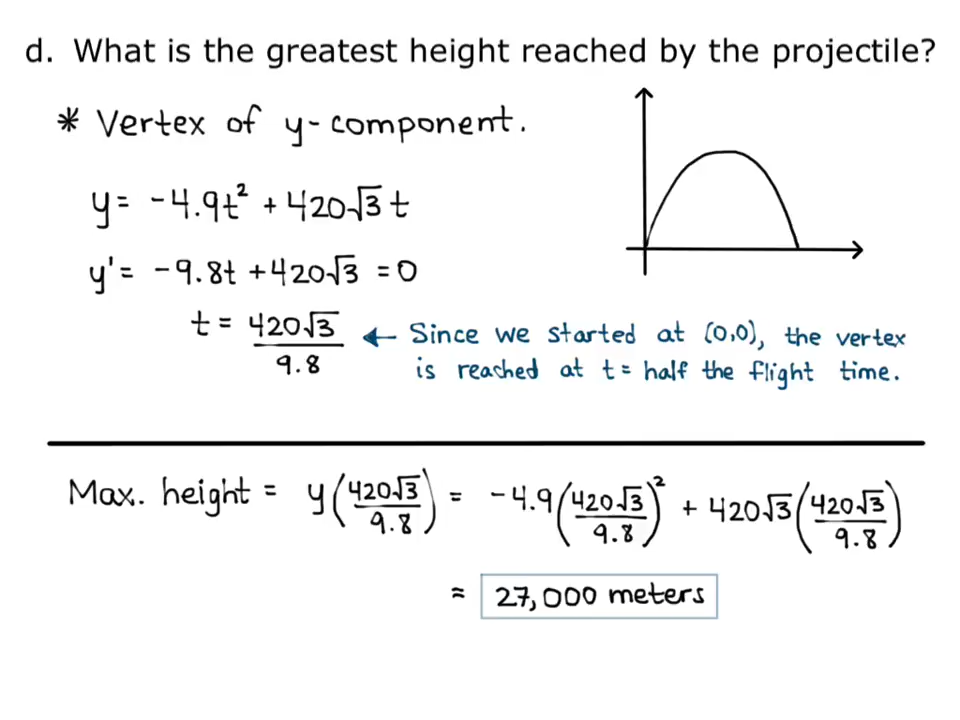 d. What is the greatest height reached by the projectile?
* Vertex of y-component.
y = -4.9t² + 420√3 t
y' = -9.8t + 420√3 = 0
t = 420√3 / 9.8 ← Since we started at (0,0), the vertex
is reached at t = half the flight time.
Max. height = y(420√3 / 9.8) = -4.9(420√3 / 9.8)² + 420√3(420√3 / 9.8)
= 27,000 meters